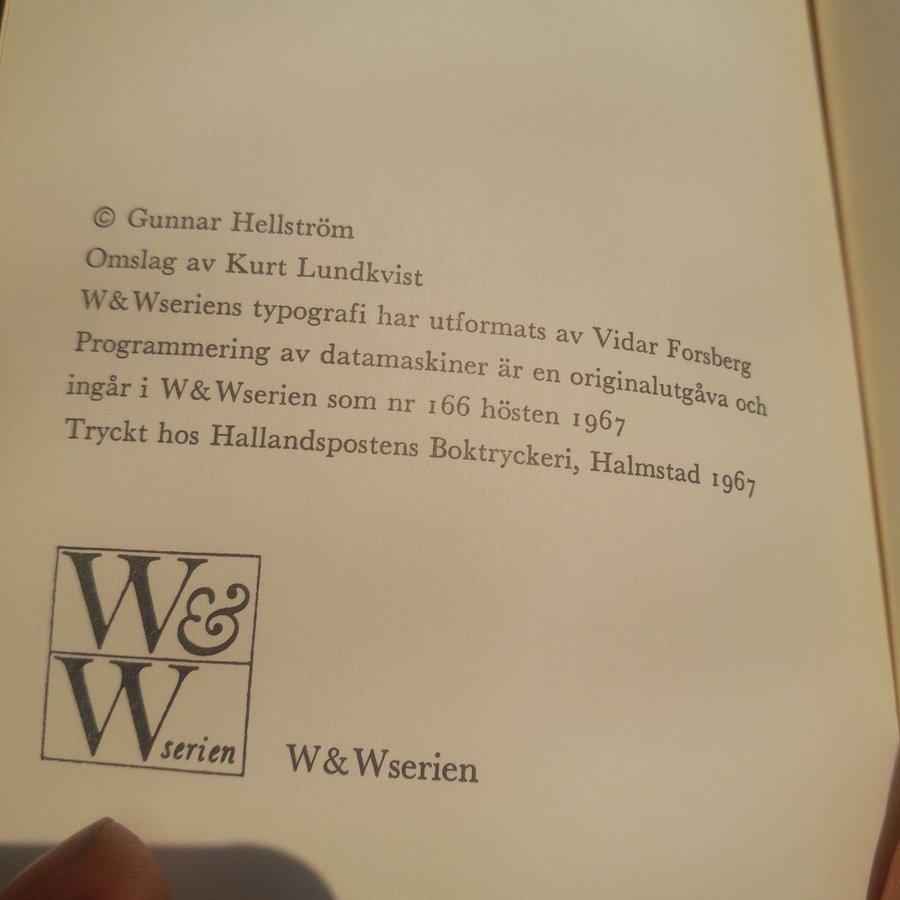 © Gunnar Hellström
Omslag av Kurt Lundkvist
W&Wseriens typografi har utformats av Vidar Forsberg
Programmering av datamaskiner är en originalutgåva och
ingår i W&Wserien som nr 166 hösten 1967
Tryckt hos Hallandspostens Boktryckeri, Halmstad 1967
W&
W serien
W&Wserien